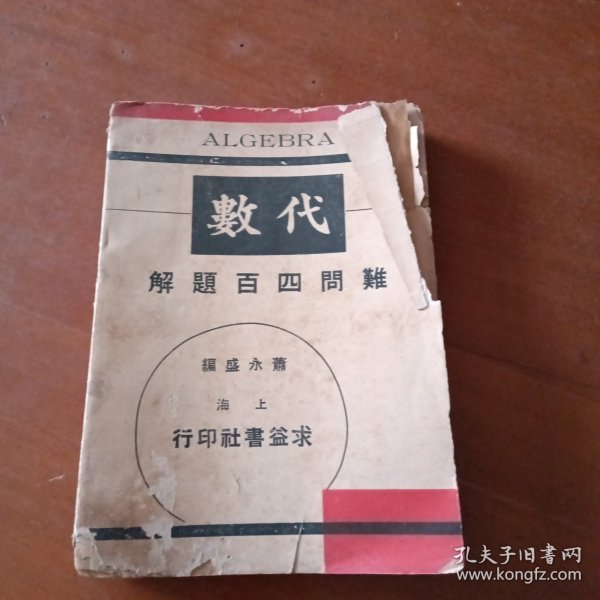 ALGEBRA
代數
難問四百題解
蕭永盛編
上海
求益書社印行
孔夫子旧书网
www.kongfz.com